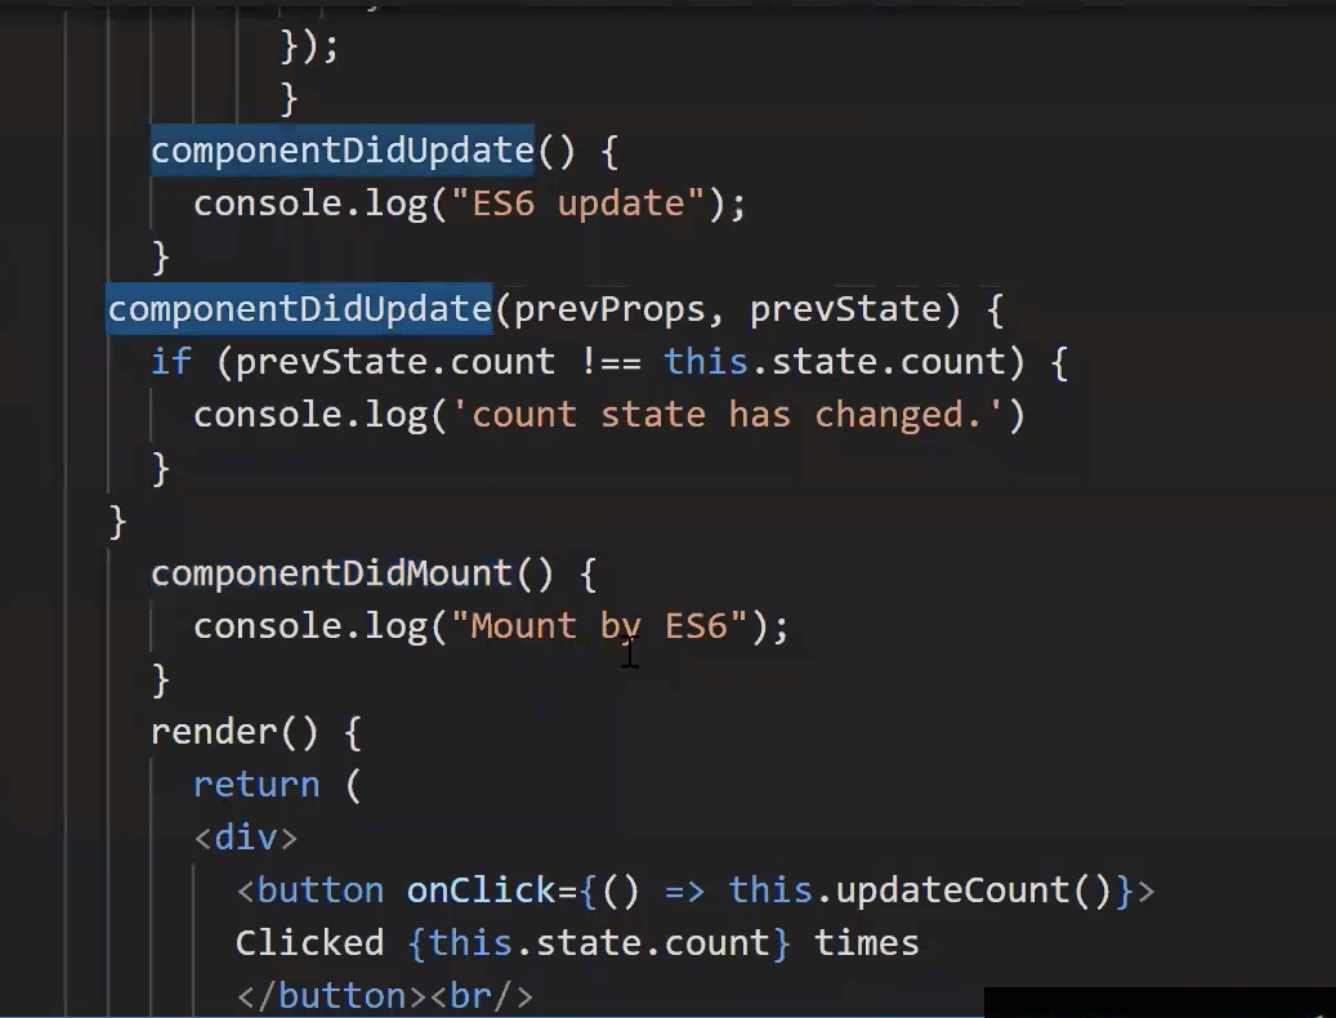 });
}
componentDidUpdate() {
console.log("ES6 update");
}
componentDidUpdate(prevProps, prevState) {
if (prevState.count !== this.state.count) {
console.log('count state has changed.')
}
}
componentDidMount() {
console.log("Mount by ES6");
}
render() {
return (
<div>
<button onClick={() => this.updateCount()}>
Clicked {this.state.count} times
</button><br/>